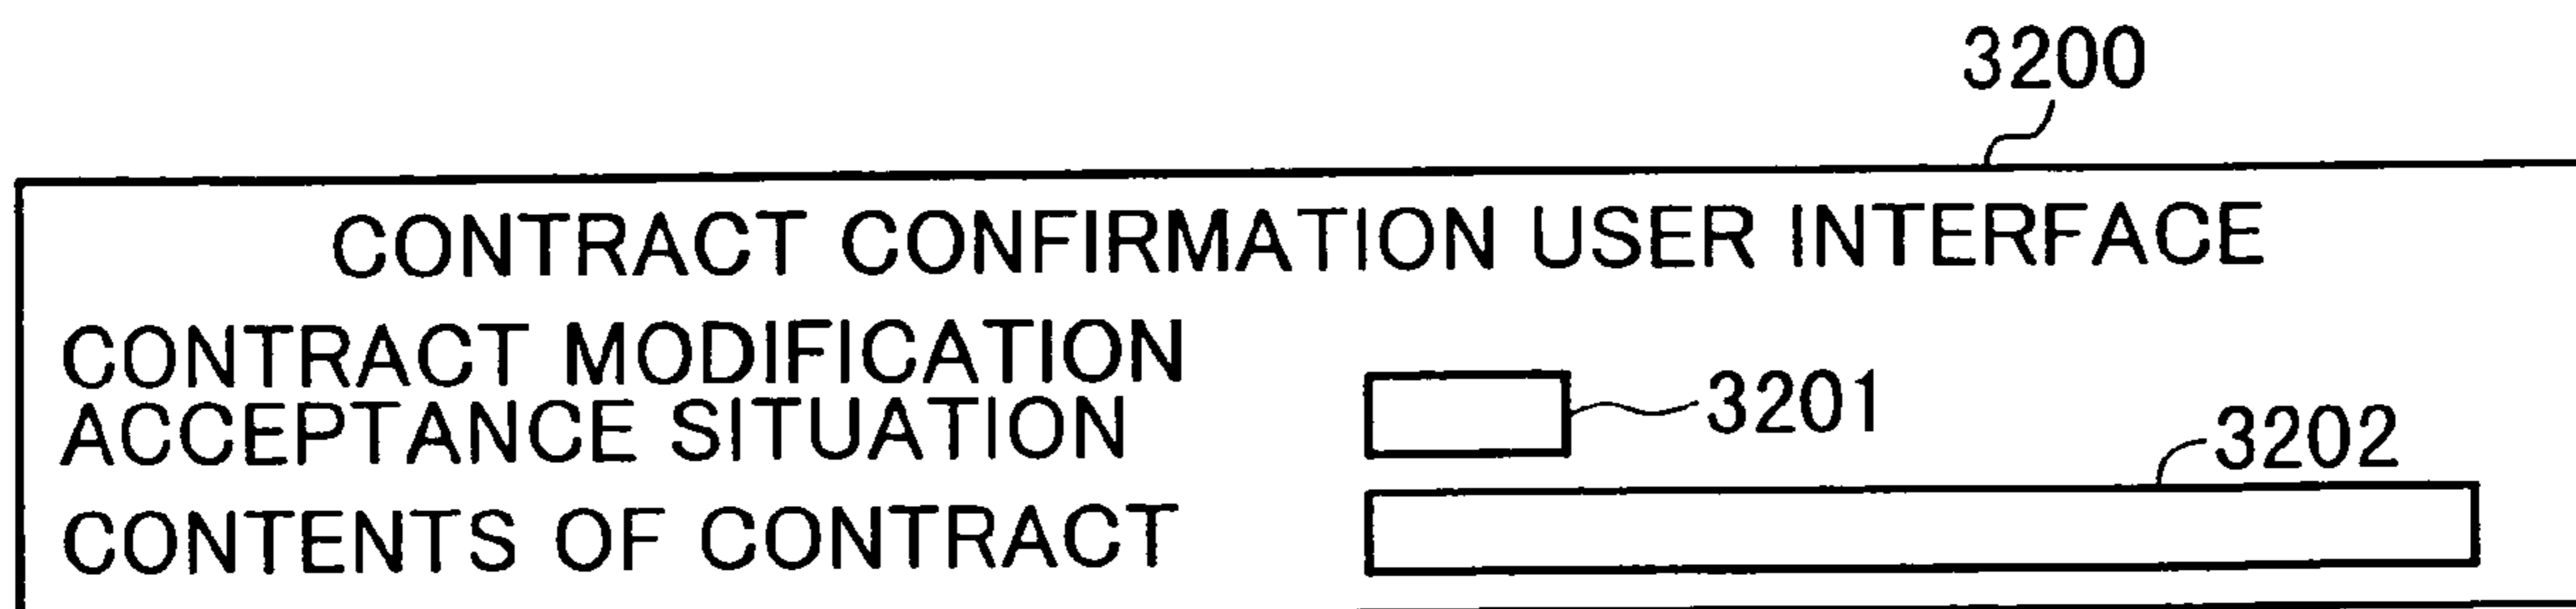 3200
CONTRACT CONFIRMATION USER INTERFACE
CONTRACT MODIFICATION
ACCEPTANCE SITUATION
3201
3202
CONTENTS OF CONTRACT